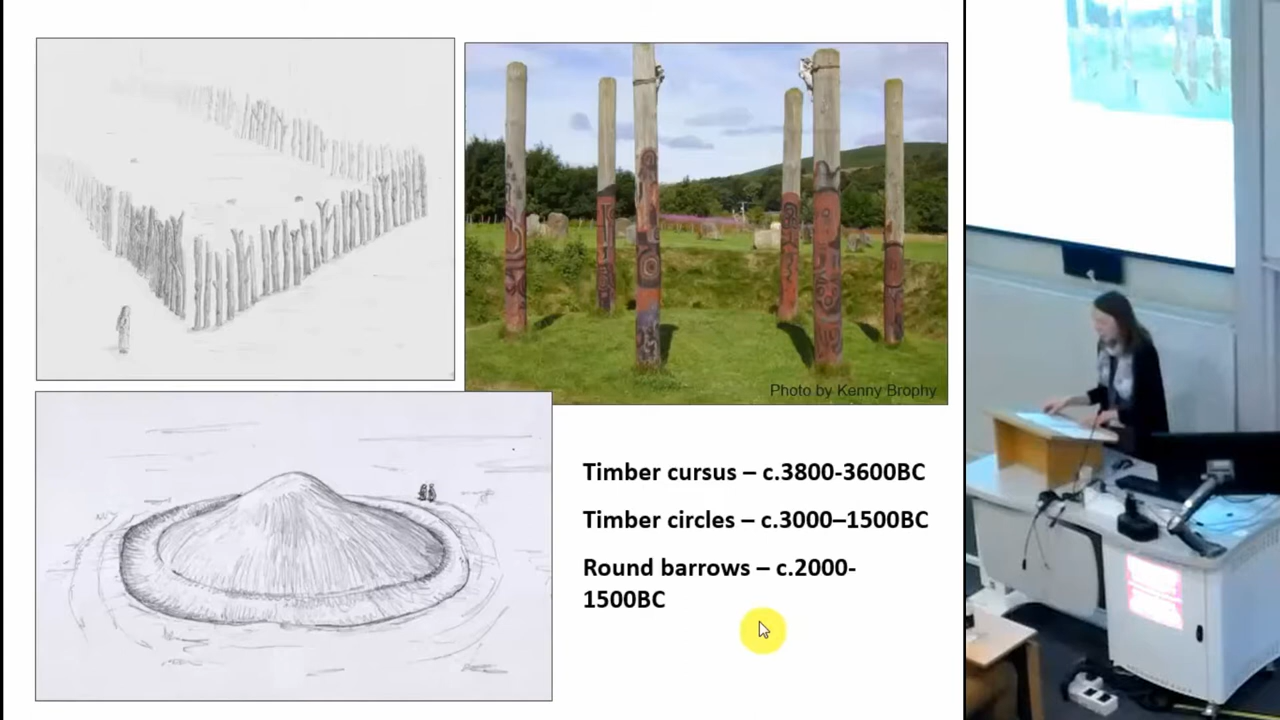 Photo by Kenny Brophy
Timber cursus – c.3800-3600BC
Timber circles – c.3000–1500BC
Round barrows – c.2000-
1500BC